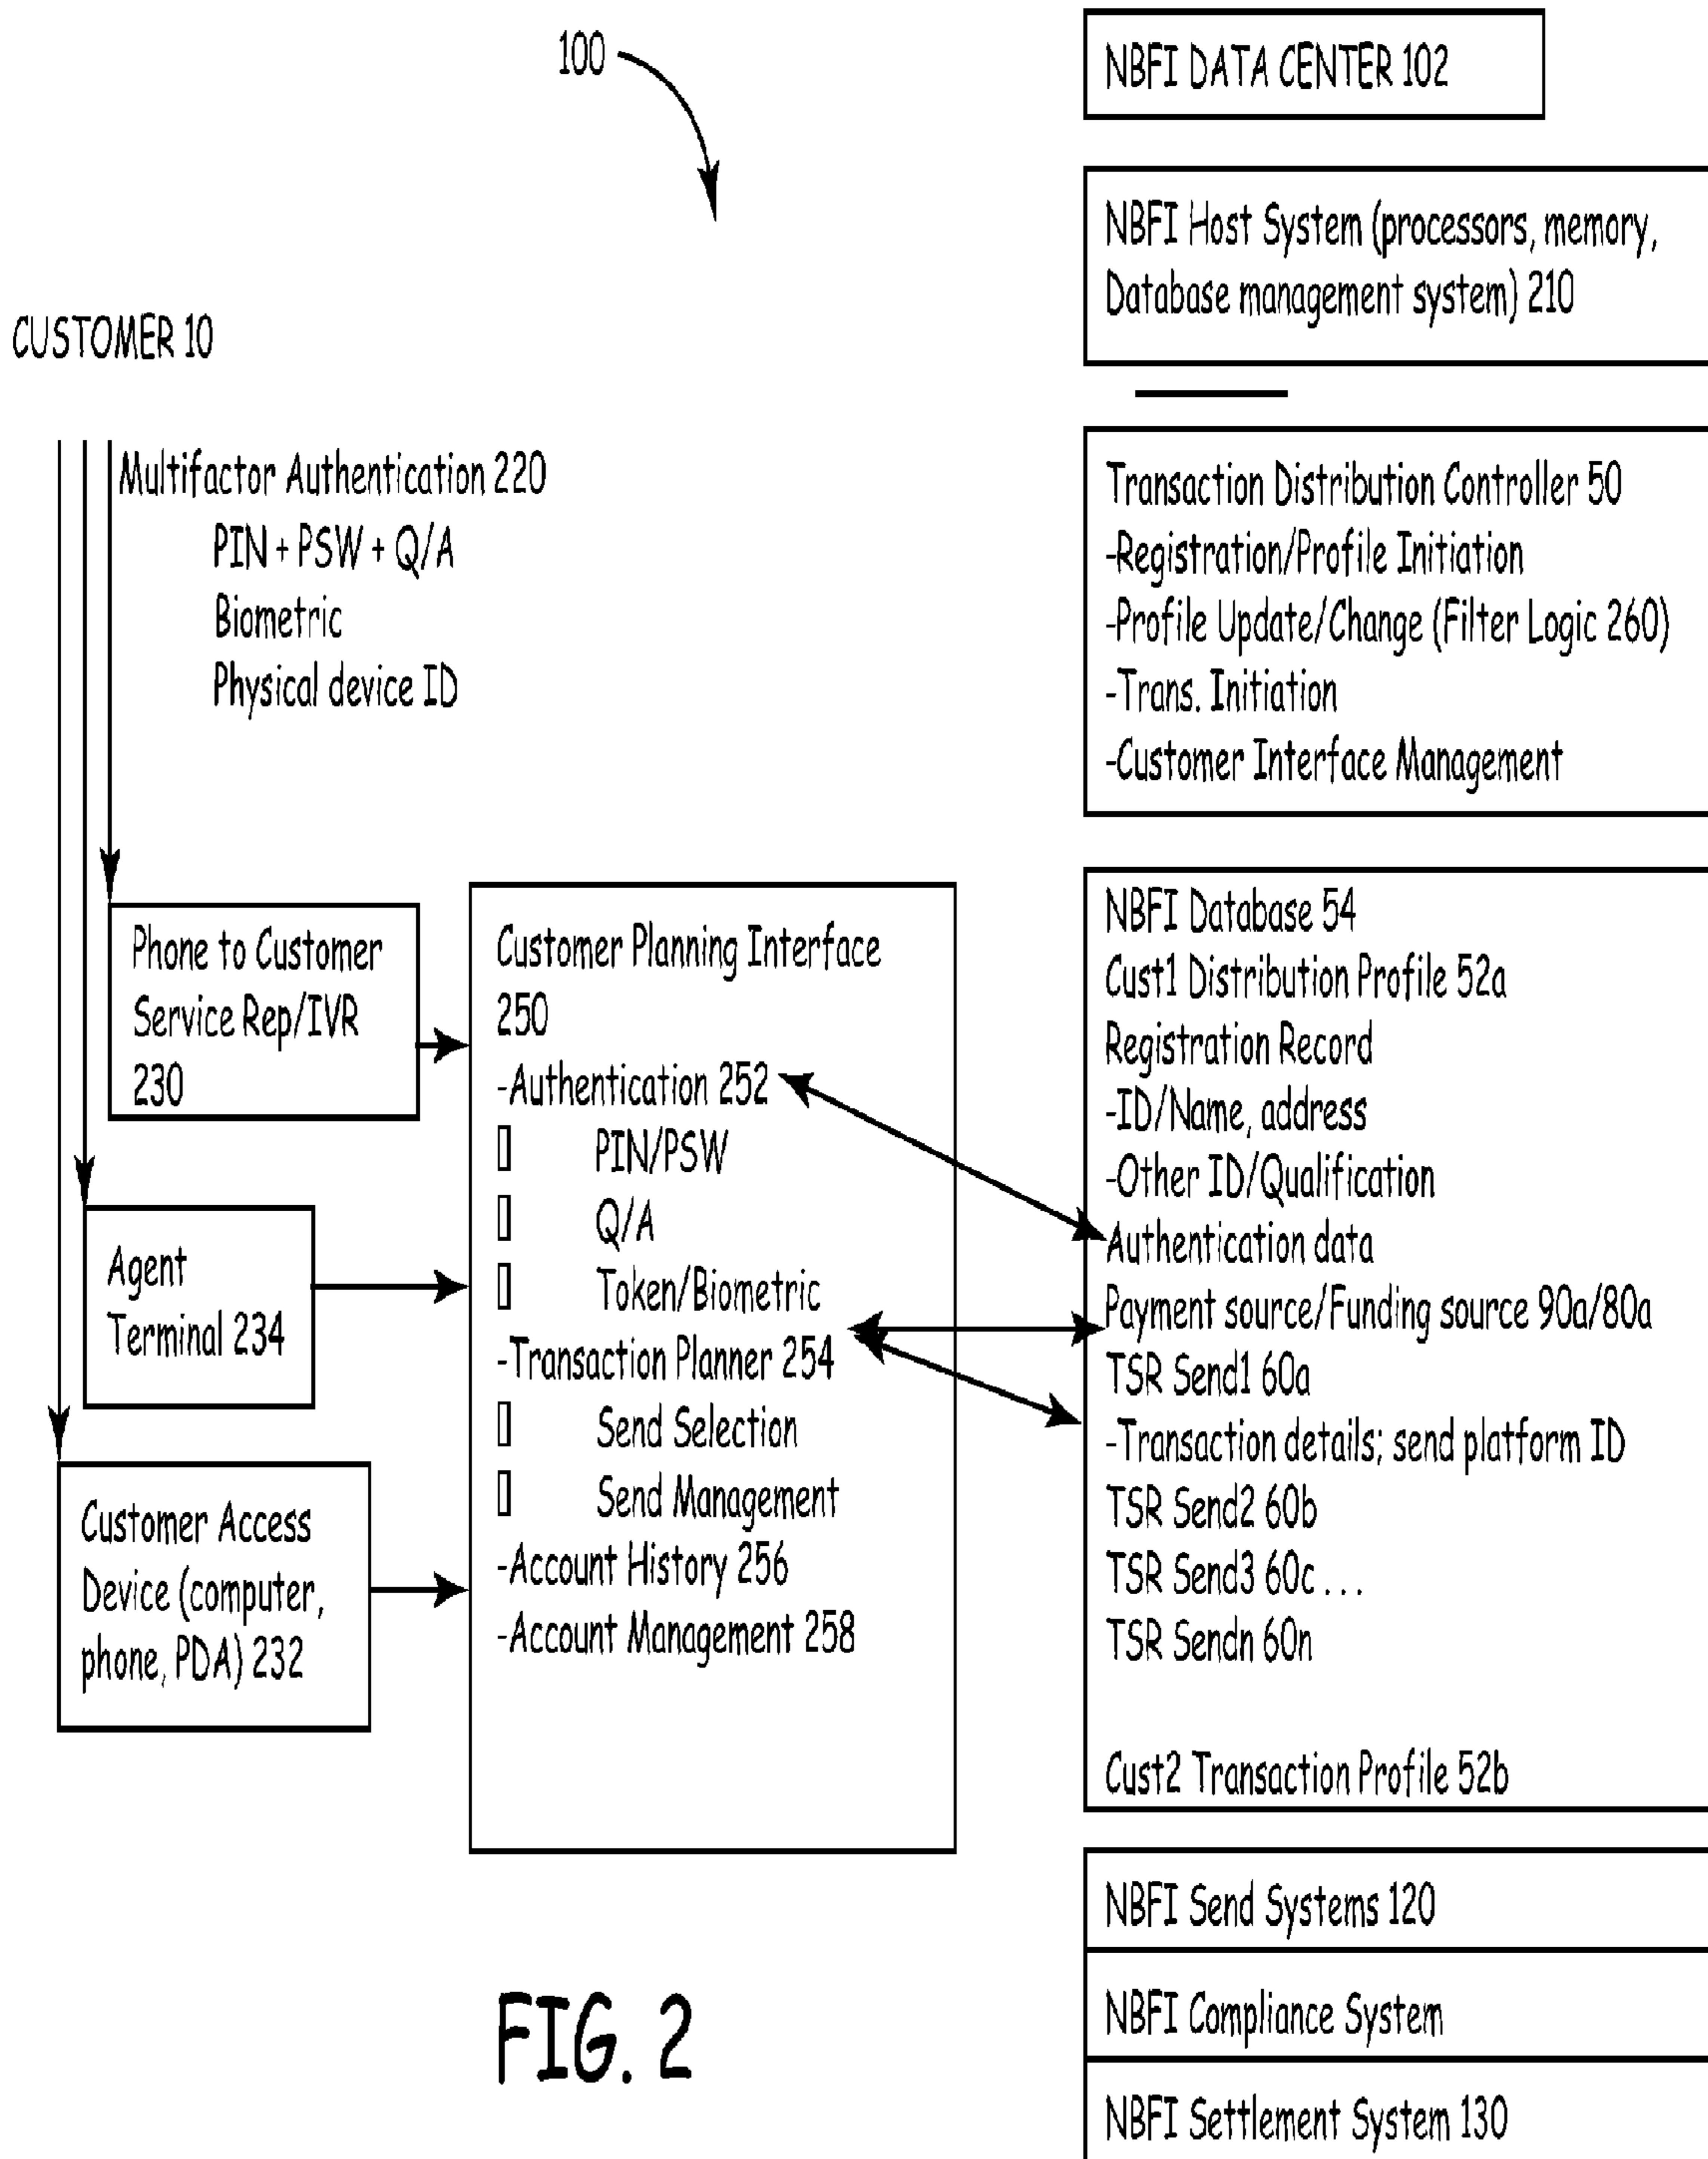 100
NBFI DATA CENTER 102
NBFI Host System (processors, memory,
Database management system) 210
CUSTOMER 10
Multifactor Authentication 220
PIN + PSW + Q/A
Biometric
Physical device ID
Transaction Distribution Controller 50
-Registration/Profile Initiation
-Profile Update/Change (Filter Logic 260)
-Trans. Initiation
-Customer Interface Management
Phone to Customer
Service Rep/IVR
230
Agent
Terminal 234
Customer Access
Device (computer,
phone, PDA) 232
Customer Planning Interface
250
-Authentication 252
▯ PIN/PSW
▯ Q/A
▯ Token/Biometric
-Transaction Planner 254
▯ Send Selection
▯ Send Management
-Account History 256
-Account Management 258
NBFI Database 54
Cust1 Distribution Profile 52a
Registration Record
-ID/Name, address
-Other ID/Qualification
Authentication data
Payment source/Funding source 90a/80a
TSR Send1 60a
-Transaction details; send platform ID
TSR Send2 60b
TSR Send3 60c . . .
TSR Sendn 60n
Cust2 Transaction Profile 52b
NBFI Send Systems 120
NBFI Compliance System
NBFI Settlement System 130
FIG. 2